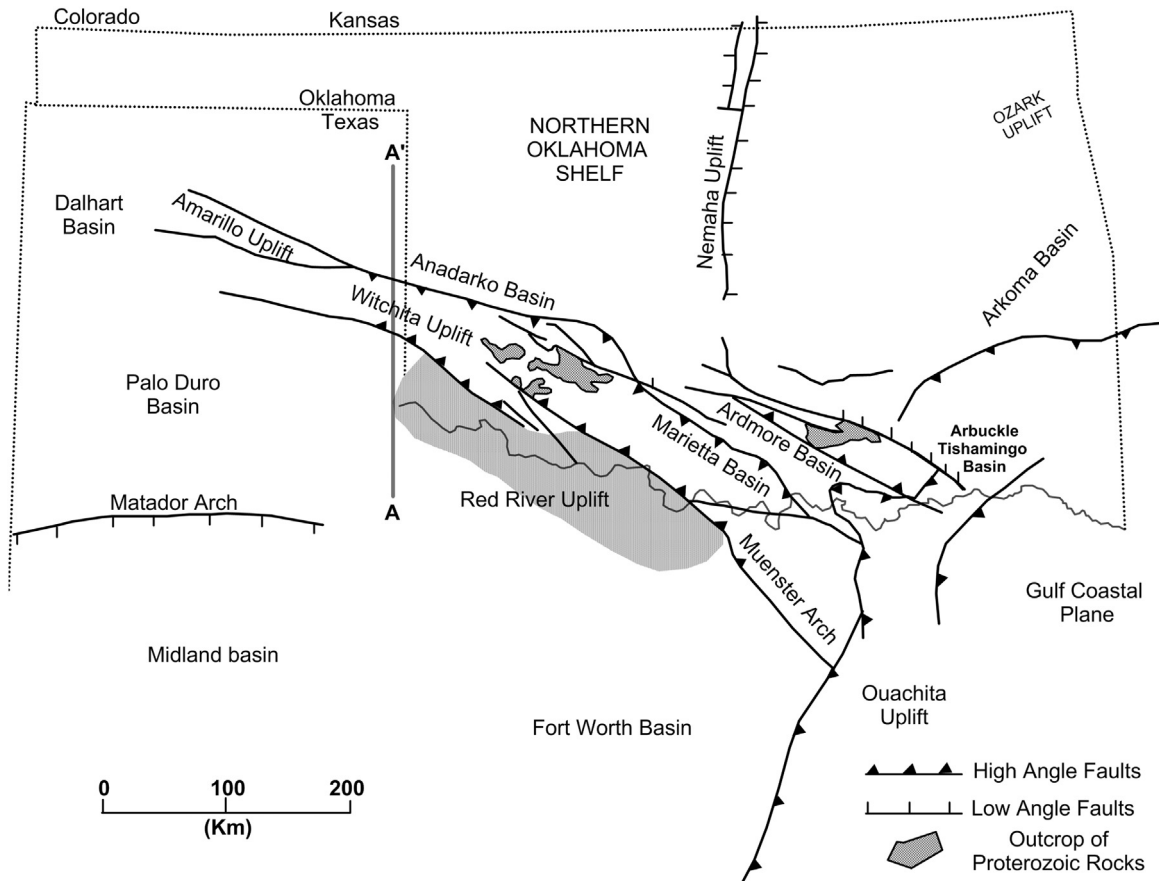 Colorado
Kansas
Oklahoma
Texas
NORTHERN
OKLAHOMA
SHELF
OZARK
UPLIFT
A'
Dalhart
Basin
Amarillo Uplift
Nemaha Uplift
Anadarko Basin
Arkoma Basin
Witchita Uplift
Palo Duro
Basin
Marietta Basin
Ardmore Basin
Arbuckle
Tishamingo
Basin
Matador Arch
A
Red River Uplift
Muenster Arch
Gulf Coastal
Plane
Midland basin
Ouachita
Uplift
Fort Worth Basin
0 100 200
(Km)
High Angle Faults
Low Angle Faults
Outcrop of
Proterozoic Rocks